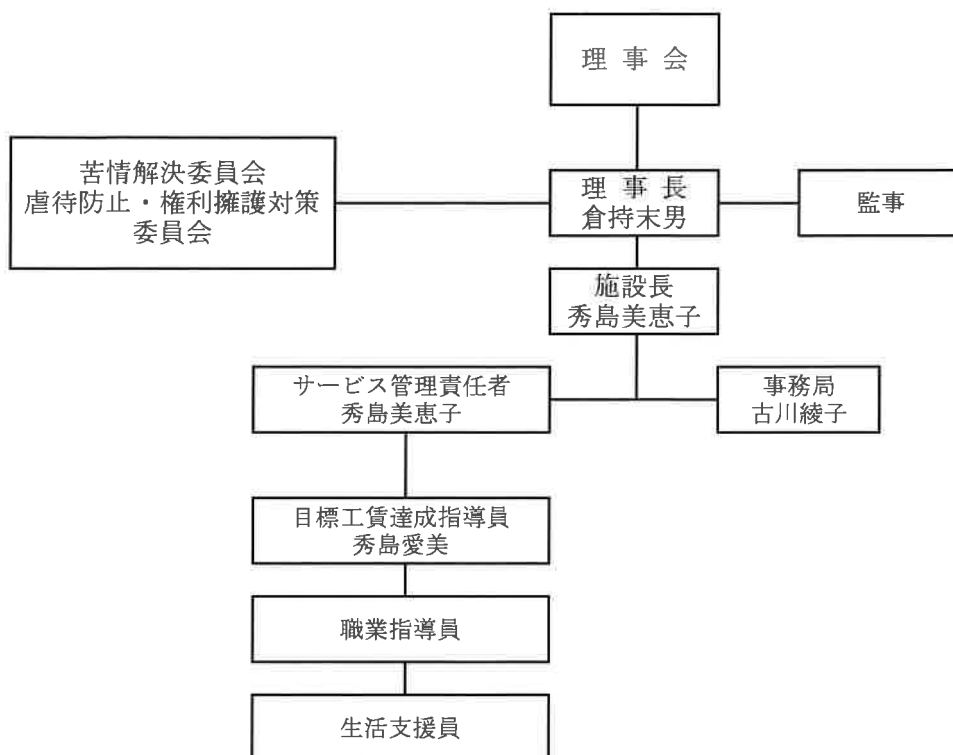 理事会
苦情解決委員会
虐待防止・権利擁護対策
委員会
理事長
倉持末男
監事
施設長
秀島美恵子
サービス管理責任者
秀島美恵子
事務局
古川綾子
目標工賃達成指導員
秀島愛美
職業指導員
生活支援員